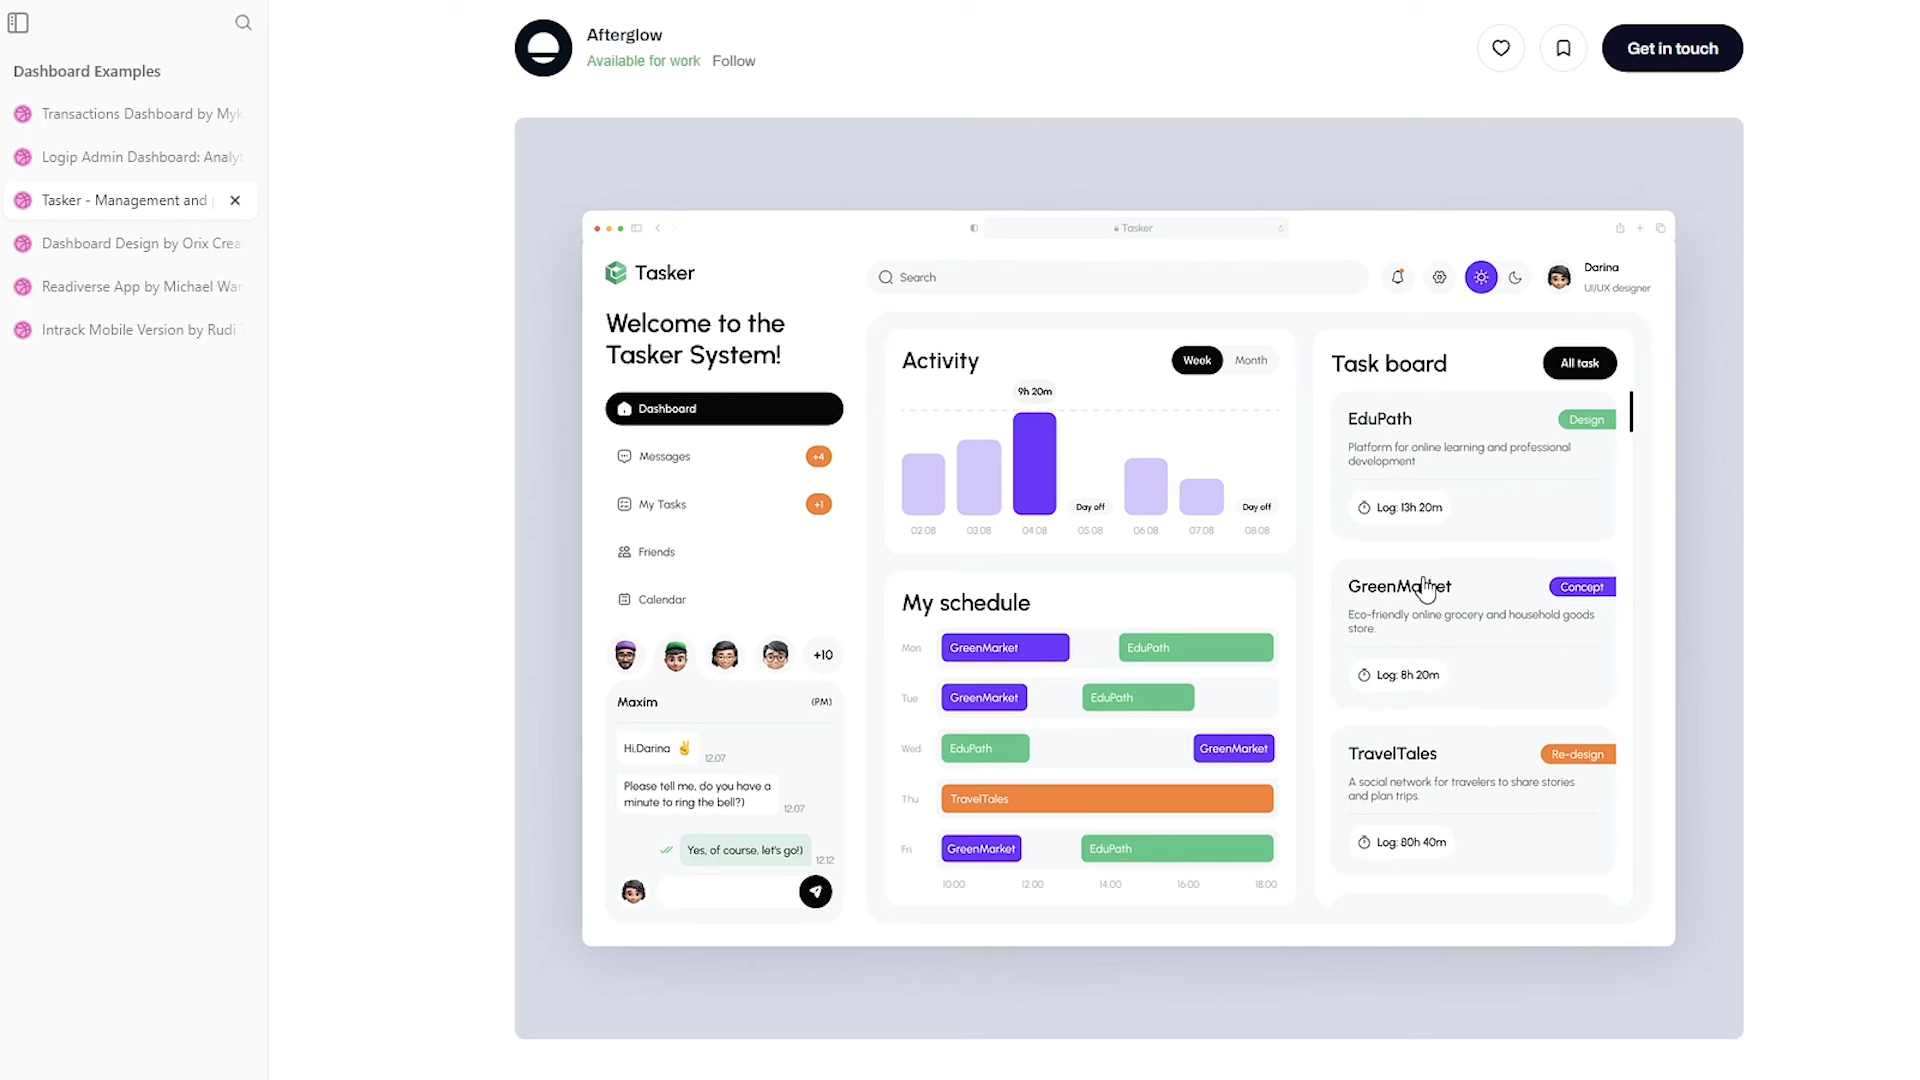 Dashboard Examples
Transactions Dashboard by Myk
Logip Admin Dashboard: Analyt
Tasker - Management and
Dashboard Design by Orix Crea
Readiverse App by Michael War
Intrack Mobile Version by Rudi
Afterglow
Available for work Follow
Get in touch
Tasker
Tasker
Search
Darina
UI/UX designer
Welcome to the
Tasker System!
Dashboard
Messages +4
My Tasks +1
Friends
Calendar
+10
Maxim (PM)
Hi,Darina ✌️ 12.07
Please tell me, do you have a
minute to ring the bell?) 12.07
Yes, of course, let's go!) 12.12
Activity Week Month
9h 20m
Day off Day off
02.08 03.08 04.08 05.08 06.08 07.08 08.08
My schedule
Mon GreenMarket EduPath
Tue GreenMarket EduPath
Wed EduPath GreenMarket
Thu TravelTales
Fri GreenMarket EduPath
10.00 12.00 14.00 16.00 18.00
Task board All task
EduPath Design
Platform for online learning and professional
development
Log: 13h 20m
GreenMarket Concept
Eco-friendly online grocery and household goods
store.
Log: 8h 20m
TravelTales Re-design
A social network for travelers to share stories
and plan trips.
Log: 80h 40m